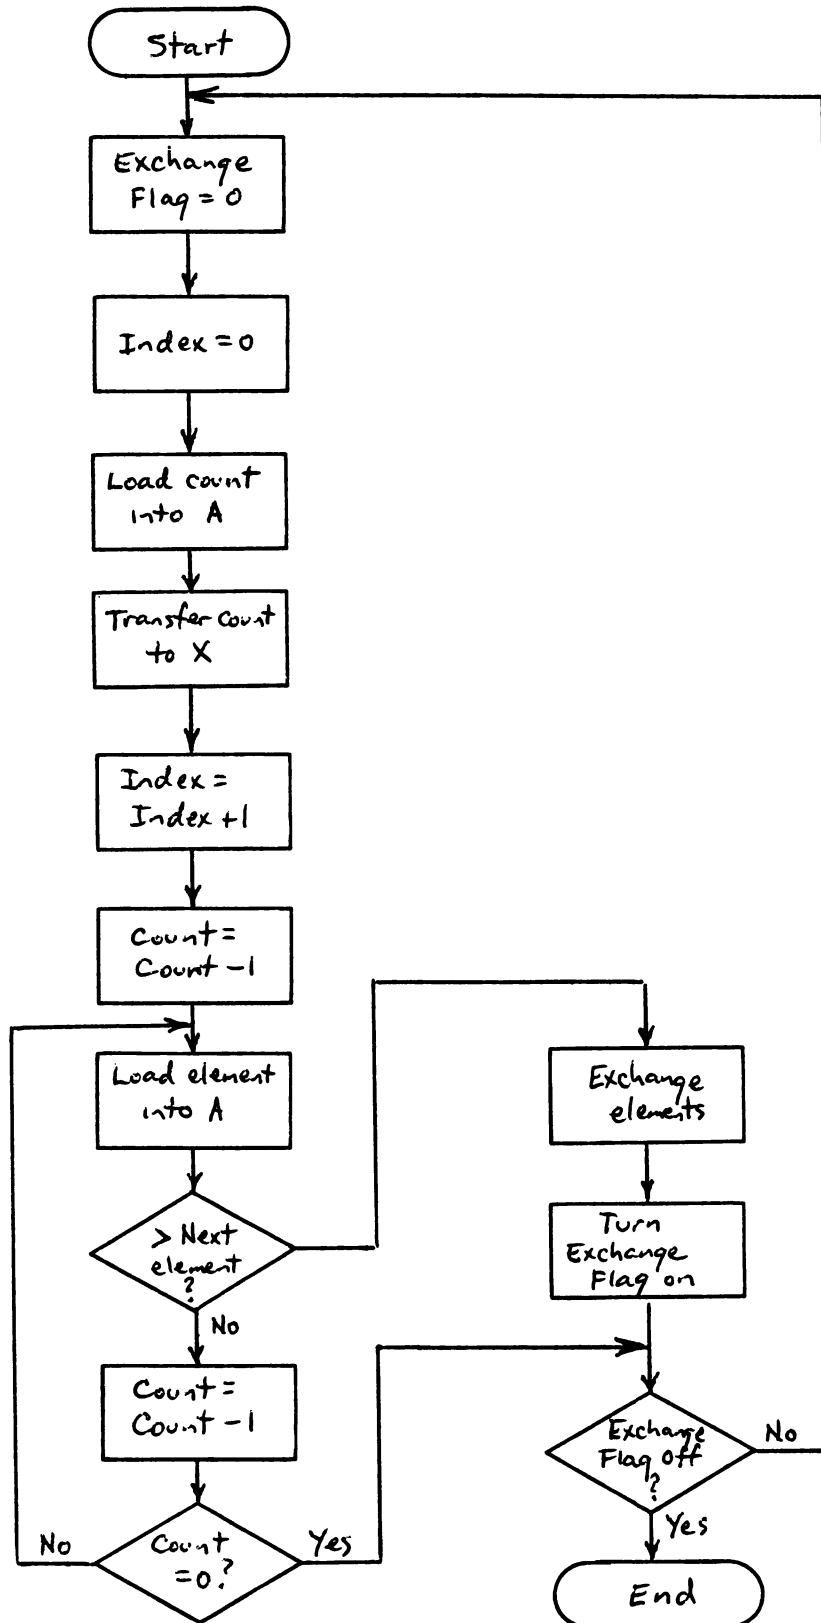 Start
Exchange
Flag = 0
Index = 0
Load count
into A
Transfer count
to X
Index =
Index + 1
Count =
Count - 1
Load element
into A
> Next
element
?
No
Count =
Count - 1
Count
= 0?
No
Yes
Exchange
elements
Turn
Exchange
Flag on
Exchange
Flag off
?
No
Yes
End